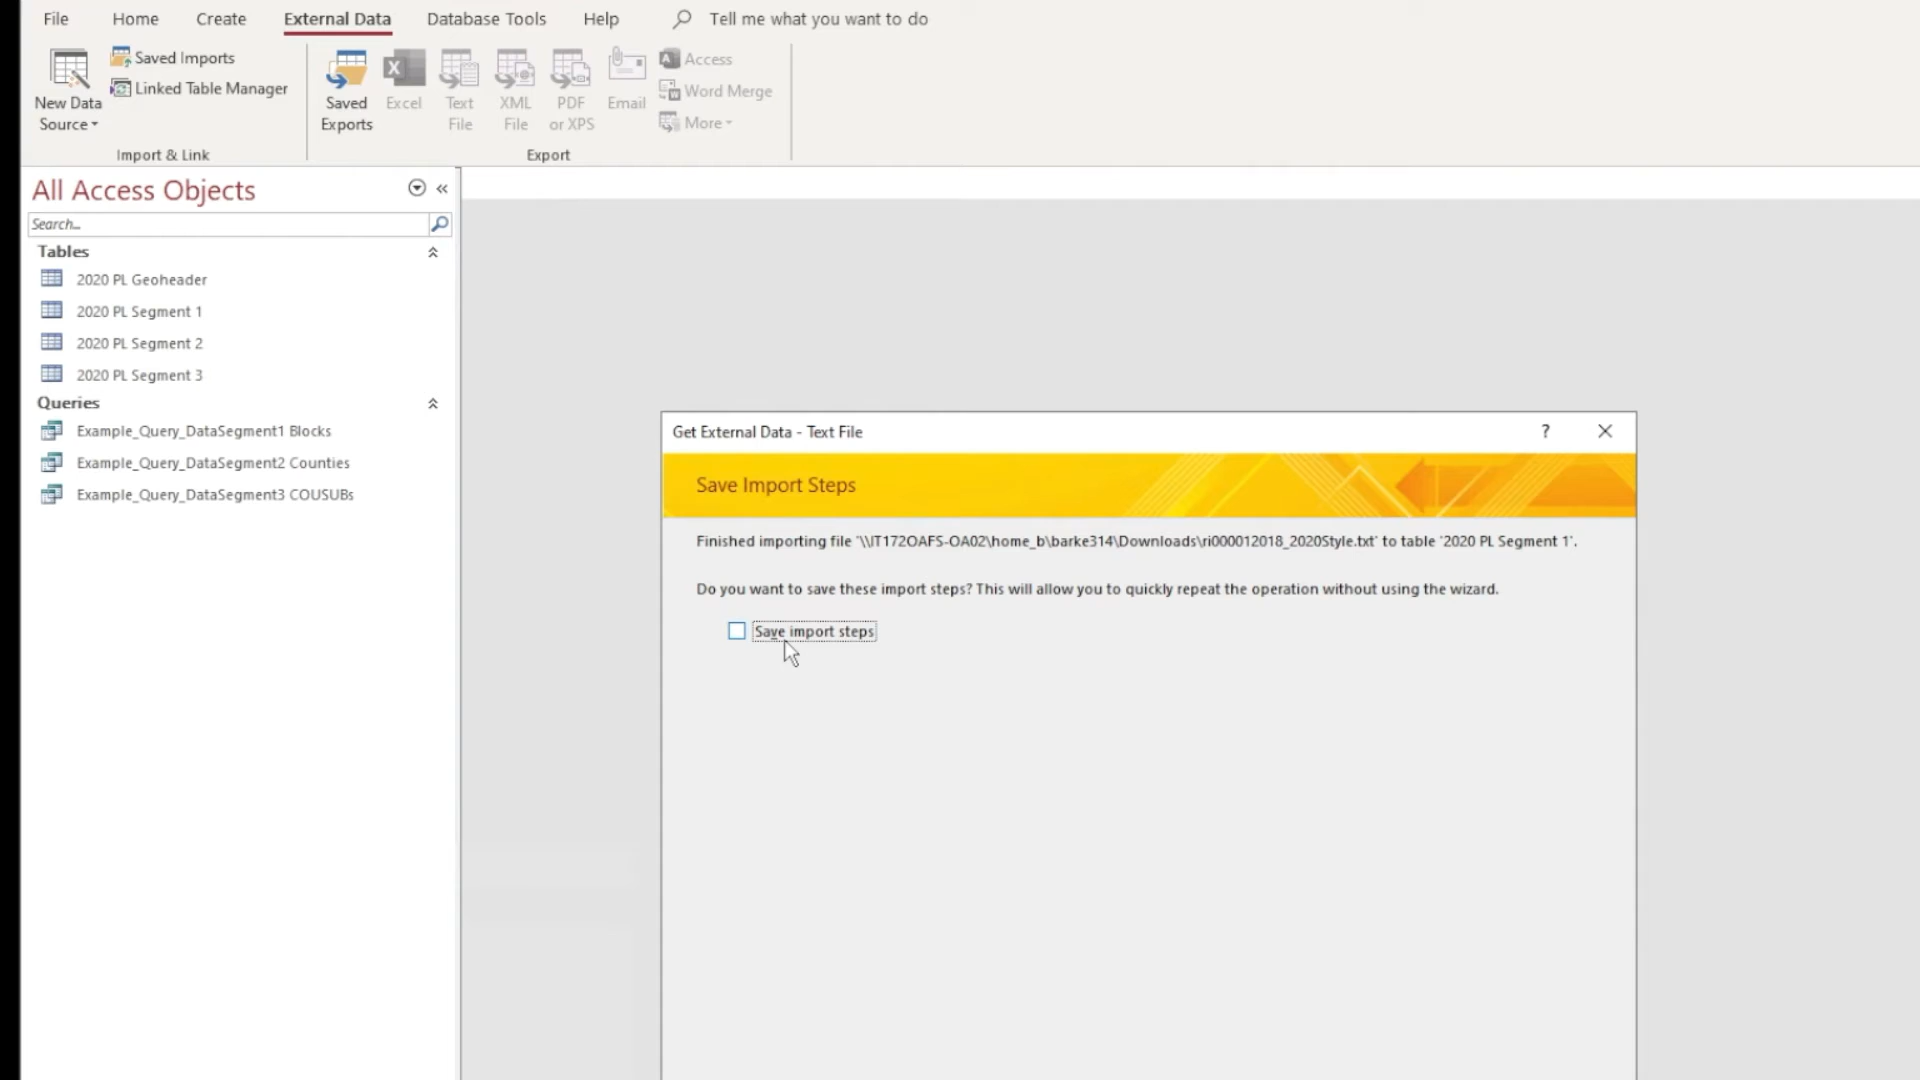 File Home Create External Data Database Tools Help Tell me what you want to do
New Data Source
Saved Imports
Linked Table Manager
Import & Link
Saved Exports
Excel
Text File
XML File
PDF or XPS
Email
Access
Word Merge
More
Export
All Access Objects
Search...
Tables
2020 PL Geoheader
2020 PL Segment 1
2020 PL Segment 2
2020 PL Segment 3
Queries
Example_Query_DataSegment1 Blocks
Example_Query_DataSegment2 Counties
Example_Query_DataSegment3 COUSUBs
Get External Data - Text File
Save Import Steps
Finished importing file '\\IT172OAFS-OA02\home_b\barke314\Downloads\ri000012018_2020Style.txt' to table '2020 PL Segment 1'.
Do you want to save these import steps? This will allow you to quickly repeat the operation without using the wizard.
Save import steps